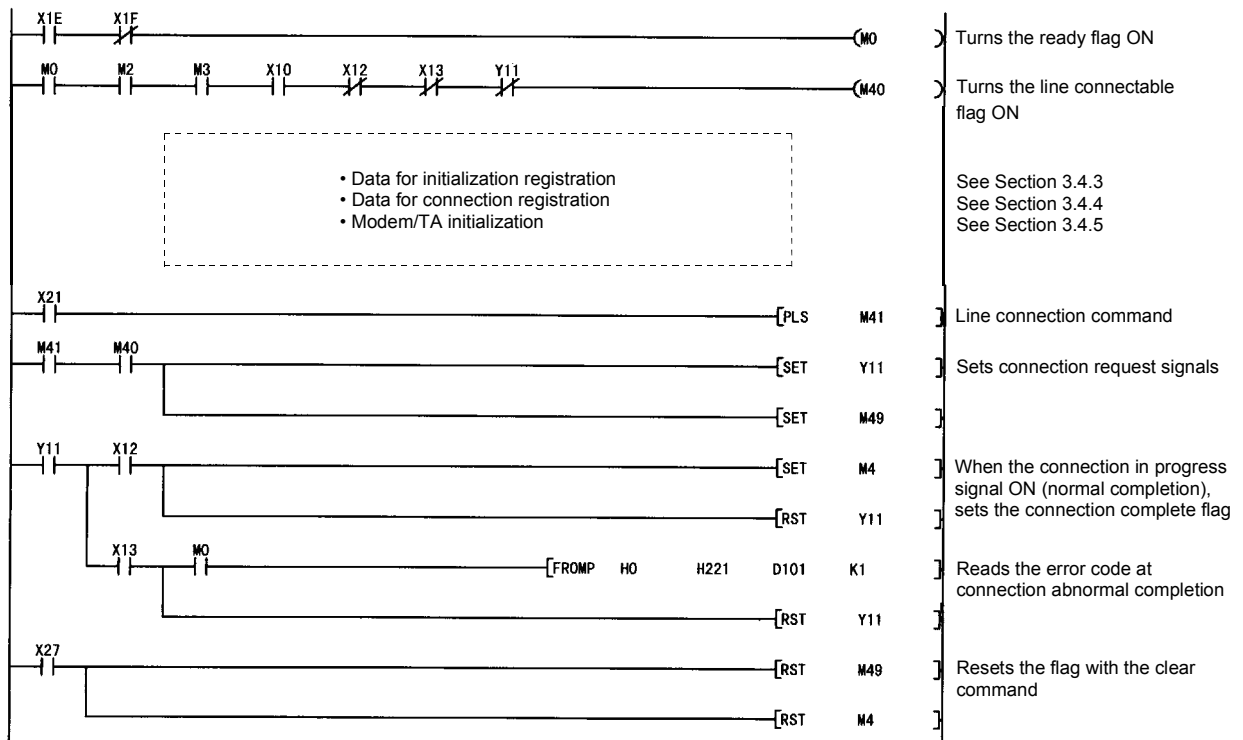 X1E X1F
(M0 ) Turns the ready flag ON
M0 M2 M3 X10 X12 X13 Y11
(M40 ) Turns the line connectable
flag ON
• Data for initialization registration
• Data for connection registration
• Modem/TA initialization
See Section 3.4.3
See Section 3.4.4
See Section 3.4.5
X21
[PLS M41 ] Line connection command
M41 M40
[SET Y11 ] Sets connection request signals
[SET M49 ]
Y11 X12
[SET M4 ] When the connection in progress
signal ON (normal completion),
sets the connection complete flag
[RST Y11 ]
X13 M0
[FROMP H0 H221 D101 K1 ] Reads the error code at
connection abnormal completion
[RST Y11 ]
X27
[RST M49 ] Resets the flag with the clear
command
[RST M4 ]